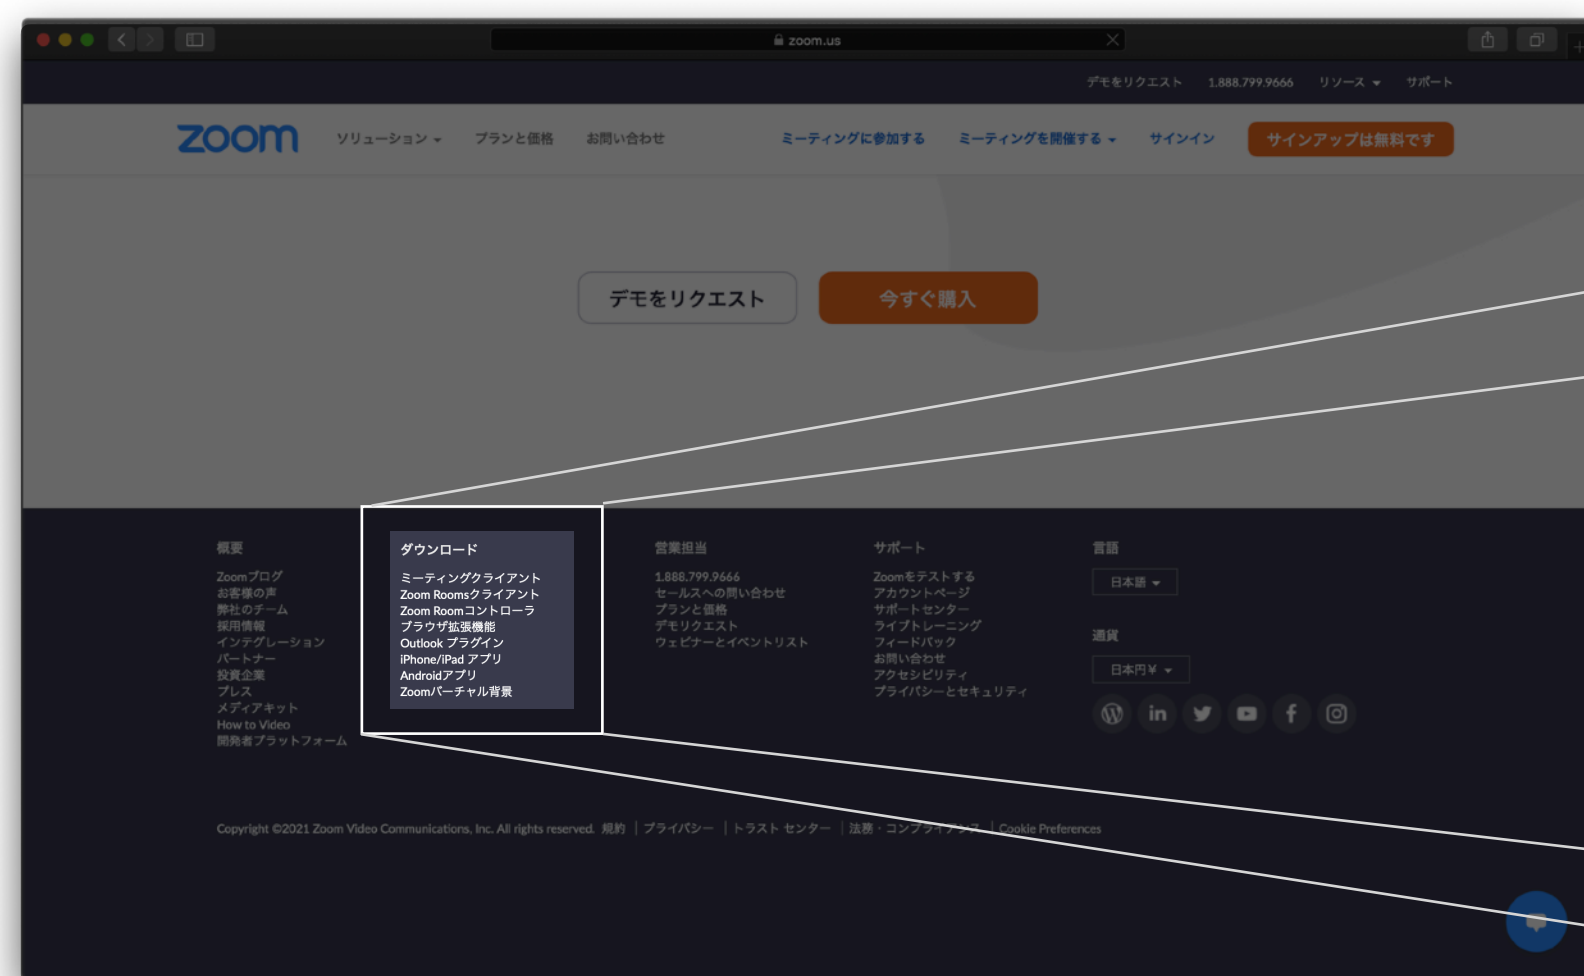 zoom.us
デモをリクエスト 1.888.799.9666 リソース サポート
zoom ソリューション プランと価格 お問い合わせ ミーティングに参加する ミーティングを開催する サインイン サインアップは無料です
デモをリクエスト 今すぐ購入
概要
Zoomブログ
お客様の声
弊社のチーム
採用情報
インテグレーション
パートナー
投資企業
プレス
メディアキット
How to Video
開発者プラットフォーム
ダウンロード
ミーティングクライアント
Zoom Roomsクライアント
Zoom Roomコントローラ
ブラウザ拡張機能
Outlook プラグイン
iPhone/iPad アプリ
Androidアプリ
Zoomバーチャル背景
営業担当
1.888.799.9666
セールスへの問い合わせ
プランと価格
デモリクエスト
ウェビナーとイベントリスト
サポート
Zoomをテストする
アカウントページ
サポートセンター
ライブトレーニング
フィードバック
お問い合わせ
アクセシビリティ
プライバシーとセキュリティ
言語
日本語
通貨
日本円¥
Copyright ©2021 Zoom Video Communications, Inc. All rights reserved. 規約 | プライバシー | トラスト センター | 法務・コンプライアンス | Cookie Preferences